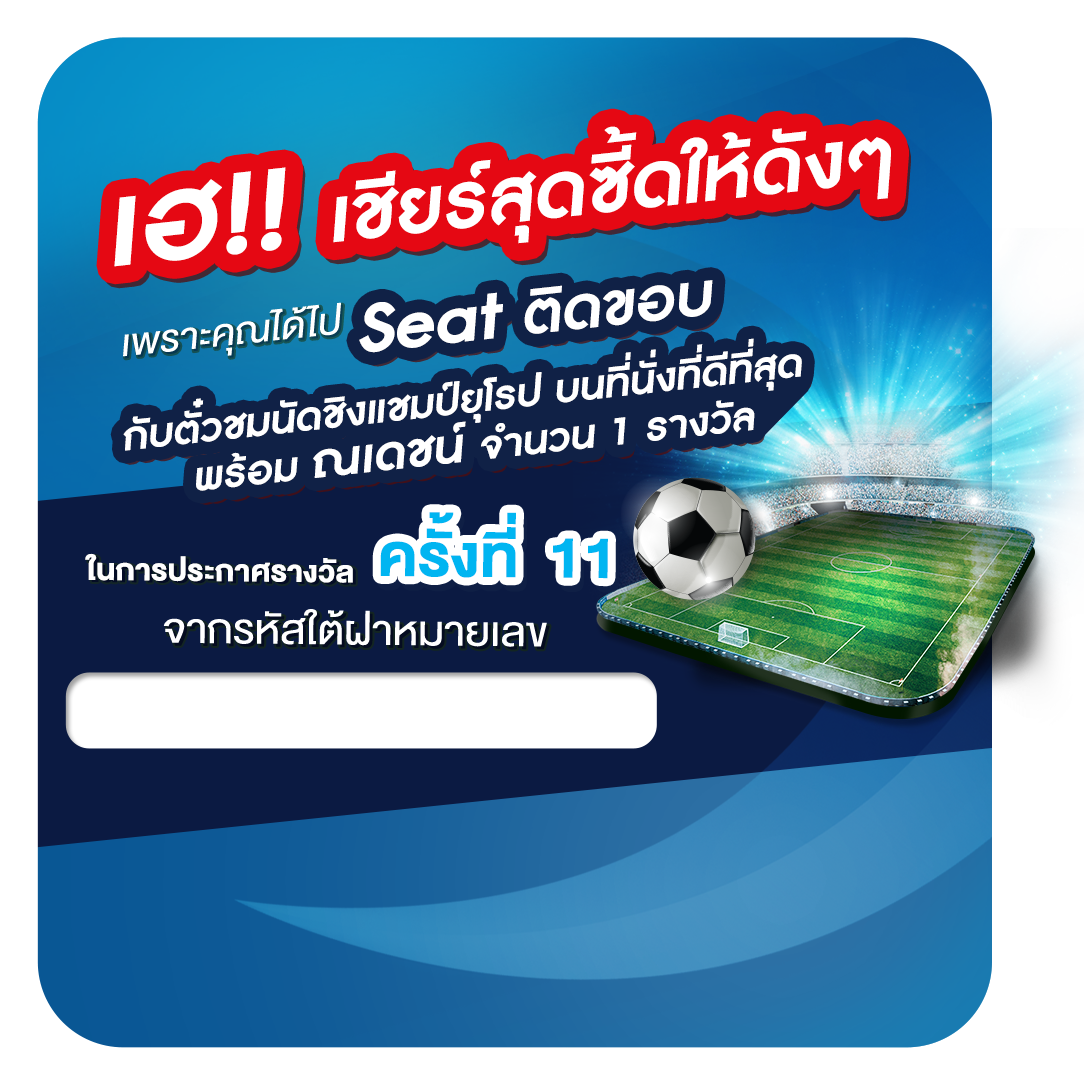 เฮ!! เชียร์สุดซี้ดให้ดังๆ
เพราะคุณได้ไป Seat ติดขอบ
กับตั๋วชมนัดชิงแชมป์ยุโรป บนที่นั่งที่ดีที่สุด
พร้อม ณเดชน์ จำนวน 1 รางวัล
ในการประกาศรางวัล ครั้งที่ 11
จากรหัสใต้ฝาหมายเลข